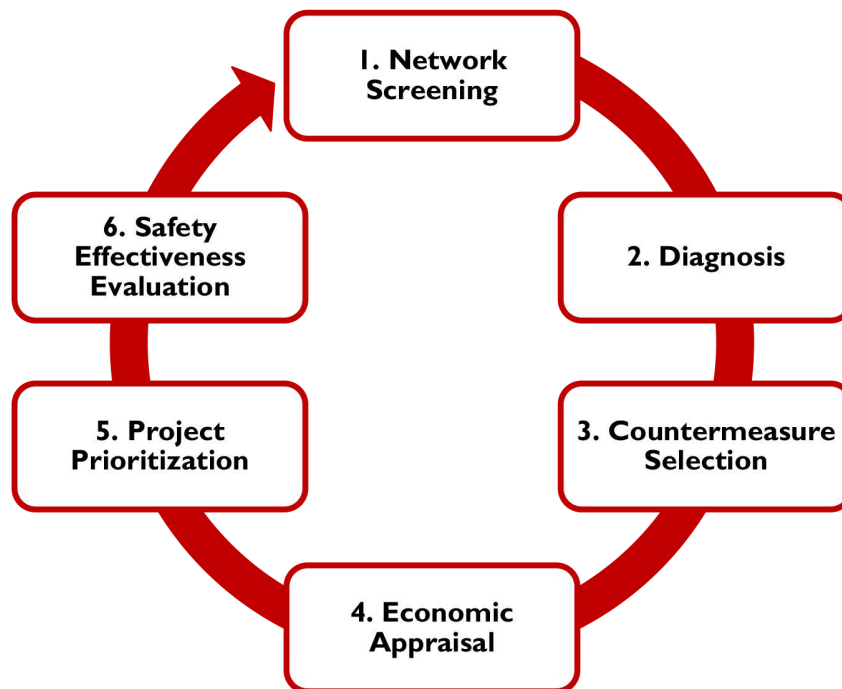 1. Network
Screening
2. Diagnosis
3. Countermeasure
Selection
4. Economic
Appraisal
5. Project
Prioritization
6. Safety
Effectiveness
Evaluation